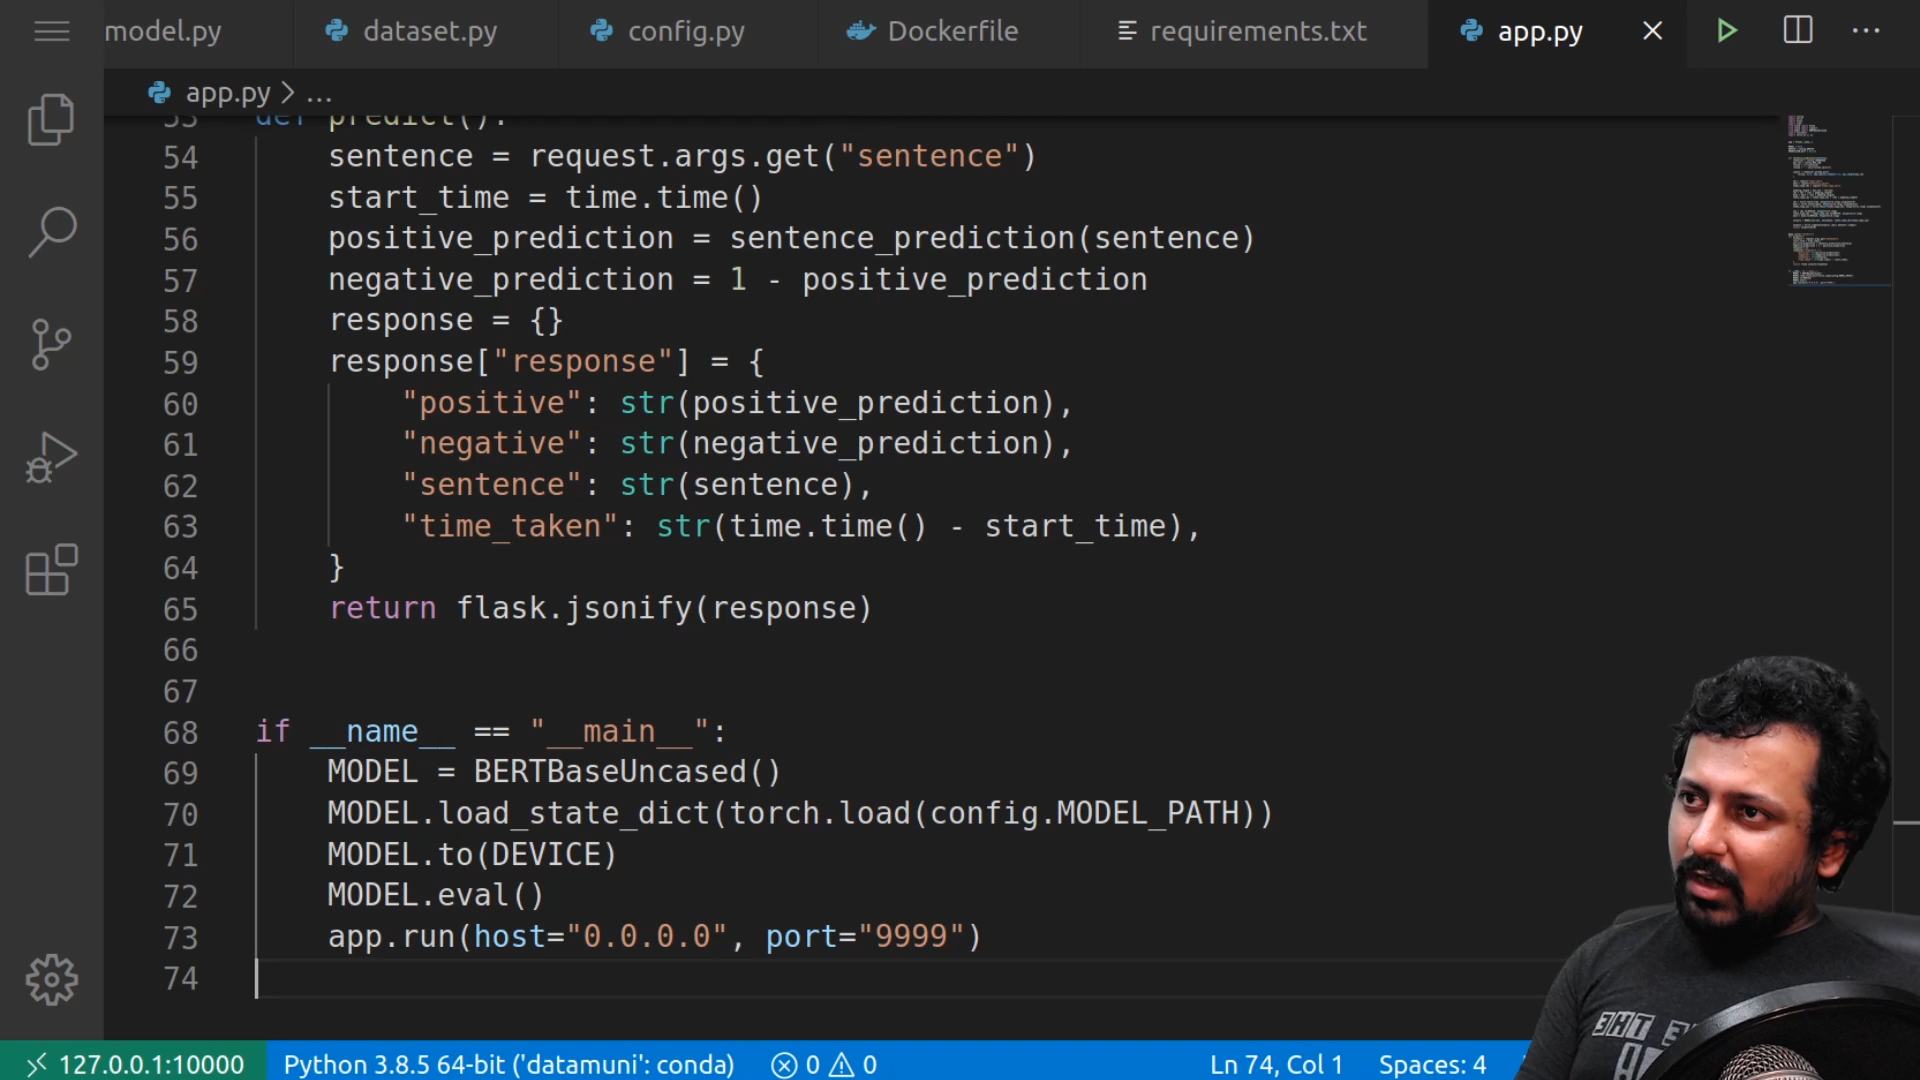 model.py dataset.py config.py Dockerfile requirements.txt app.py
app.py > ...
53 def predict():
54 sentence = request.args.get("sentence")
55 start_time = time.time()
56 positive_prediction = sentence_prediction(sentence)
57 negative_prediction = 1 - positive_prediction
58 response = {}
59 response["response"] = {
60 "positive": str(positive_prediction),
61 "negative": str(negative_prediction),
62 "sentence": str(sentence),
63 "time_taken": str(time.time() - start_time),
64 }
65 return flask.jsonify(response)
66
67
68 if __name__ == "__main__":
69 MODEL = BERTBaseUncased()
70 MODEL.load_state_dict(torch.load(config.MODEL_PATH))
71 MODEL.to(DEVICE)
72 MODEL.eval()
73 app.run(host="0.0.0.0", port="9999")
74
127.0.0.1:10000 Python 3.8.5 64-bit ('datamuni': conda) 0 0 Ln 74, Col 1 Spaces: 4